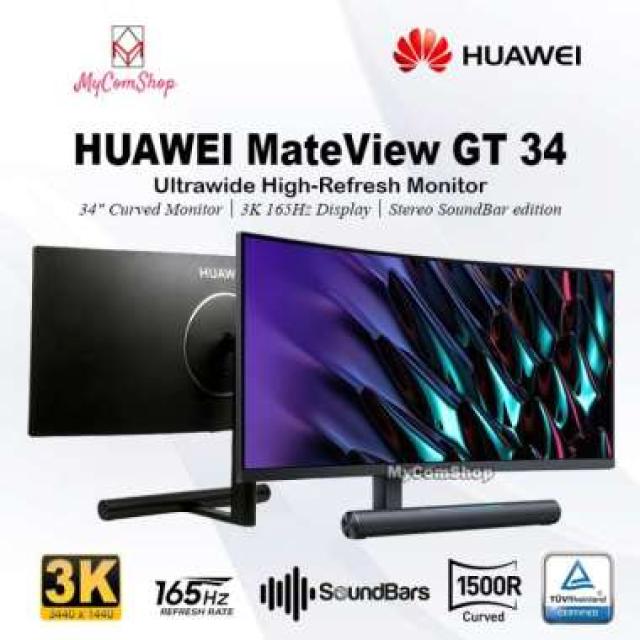 MyComShop
HUAWEI
HUAWEI MateView GT 34
Ultrawide High-Refresh Monitor
34" Curved Monitor | 3K 165Hz Display | Stereo SoundBar edition
HUAW
MyComShop
3K
3440 x 1440
165Hz
REFRESH RATE
SoundBars
1500R
Curved
TÜVRheinland
CERTIFIED